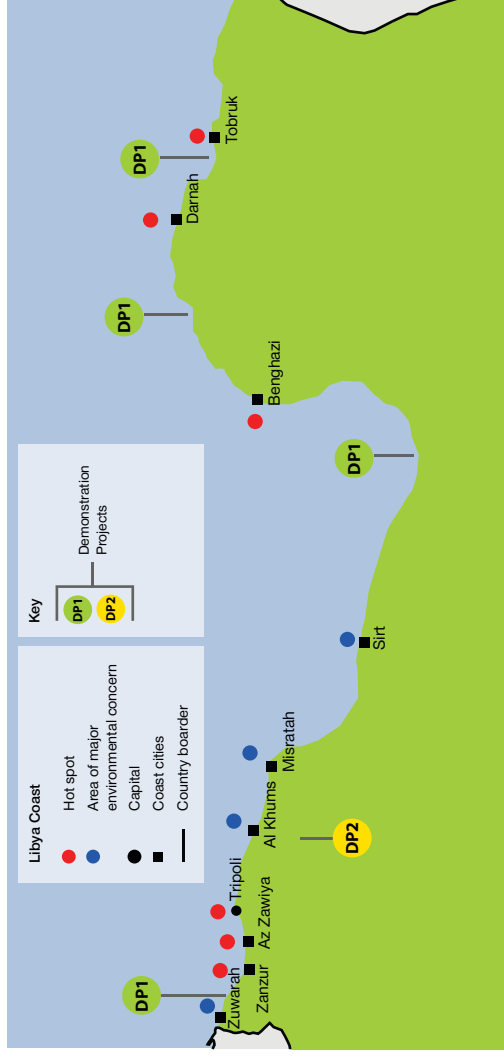 Libya Coast
Hot spot
Area of major
environmental concern
Capital
Coast cities
Country boarder
Key
DP1
DP2
Demonstration
Projects
DP1
Zuwarah
Zanzur
Az Zawiya
Tripoli
Al Khums
DP2
Misratah
Sirt
DP1
Benghazi
DP1
Darnah
DP1
Tobruk